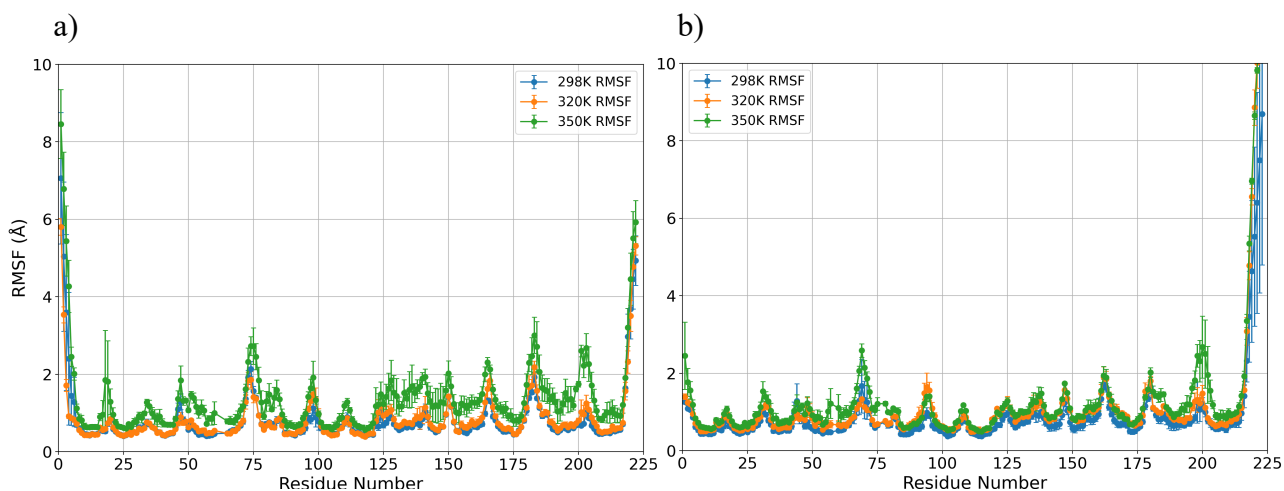 a)
b)
10
8
6
4
2
0
RMSF (Å)
298K RMSF
320K RMSF
350K RMSF
0 25 50 75 100 125 150 175 200 225
Residue Number
10
8
6
4
2
0
298K RMSF
320K RMSF
350K RMSF
0 25 50 75 100 125 150 175 200 225
Residue Number